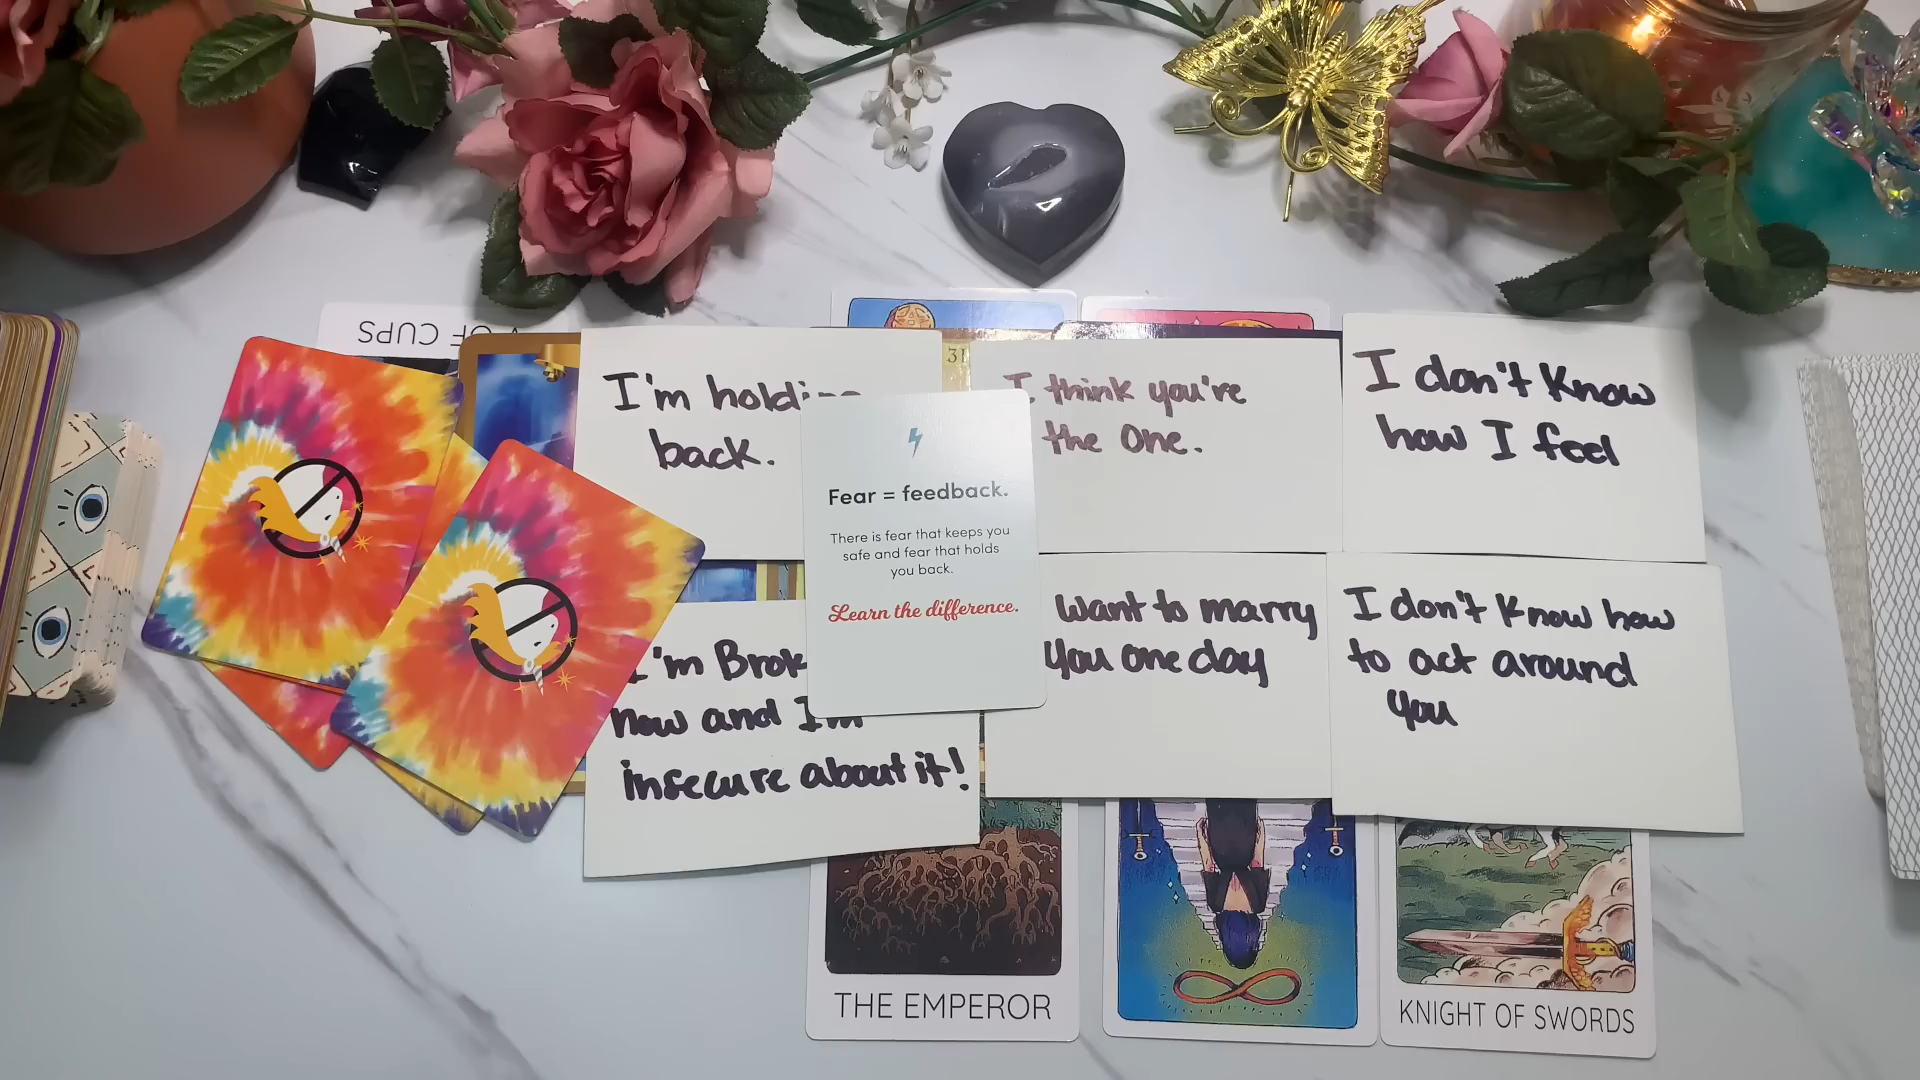 OF CUPS
31
I'm holding
back.
I think you're
the One.
I don't know
how I feel
Fear = feedback.
There is fear that keeps you
safe and fear that holds
you back.
Learn the difference.
I'm Brok
now and I'm
insecure about it!
Want to marry
you one day
I don't know how
to act around
you
THE EMPEROR
KNIGHT OF SWORDS